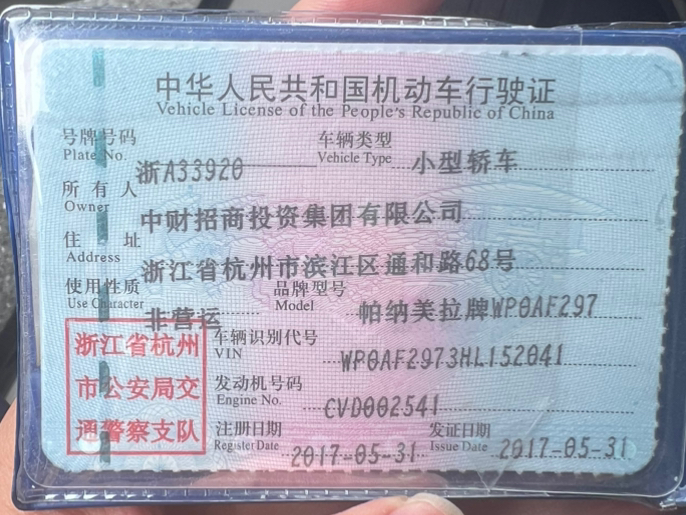 中华人民共和国机动车行驶证
Vehicle License of the People's Republic of China
号牌号码 浙A33920 车辆类型 小型轿车
Plate No. Vehicle Type
所有人 中财招商投资集团有限公司
Owner
住址 浙江省杭州市滨江区通和路68号
Address
使用性质 非营运 品牌型号 帕纳美拉牌WP0AF297
Use Character Model
浙江省杭州
市公安局交
通警察支队
车辆识别代号 WP0AF2973HL152041
VIN
发动机号码 CVD002541
Engine No.
注册日期 2017-05-31 发证日期 2017-05-31
Register Date Issue Date